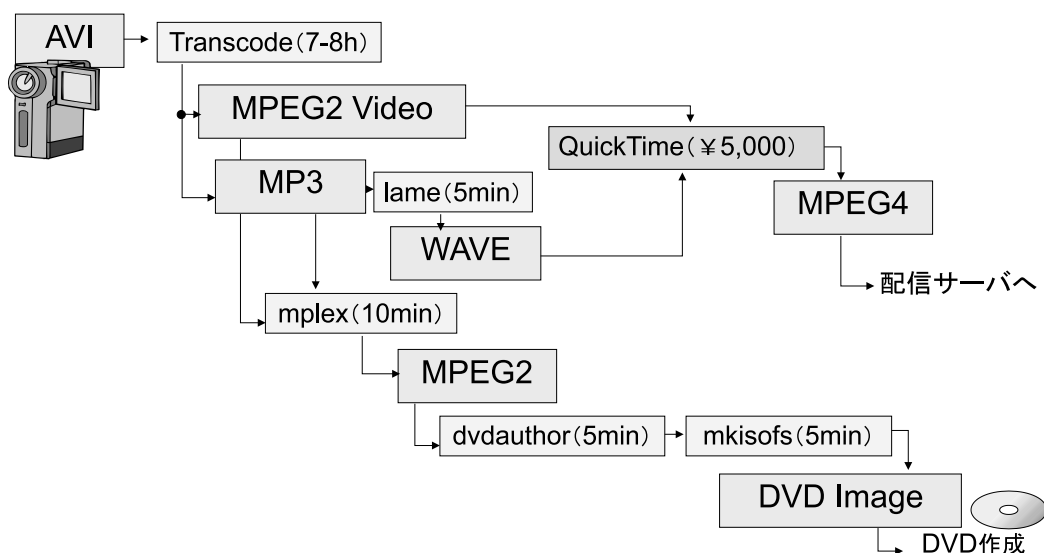 AVI
Transcode(7-8h)
MPEG2 Video
QuickTime(￥5,000)
MP3
lame(5min)
MPEG4
WAVE
配信サーバへ
mplex(10min)
MPEG2
dvdauthor(5min)
mkisofs(5min)
DVD Image
DVD作成